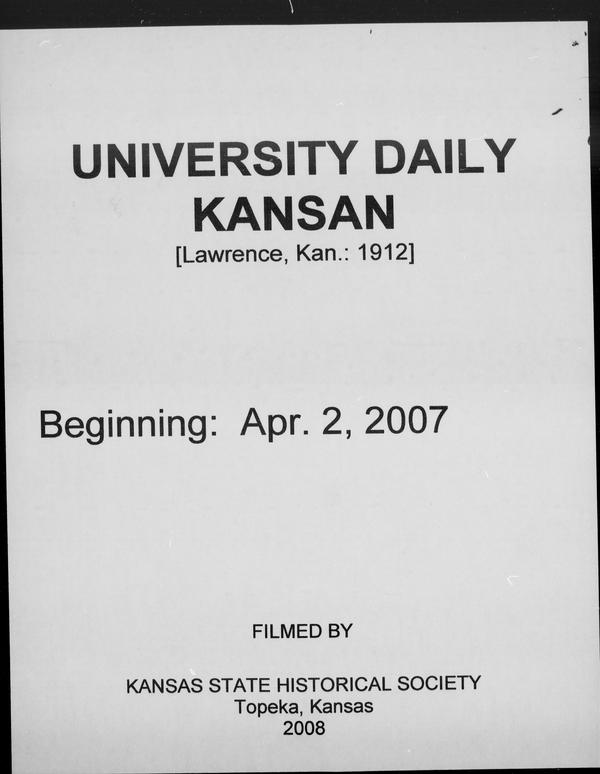 UNIVERSITY DAILY
KANSAN
[Lawrence, Kan.: 1912]
Beginning: Apr. 2, 2007
FILMED BY
KANSAS STATE HISTORICAL SOCIETY
Topeka, Kansas
2008